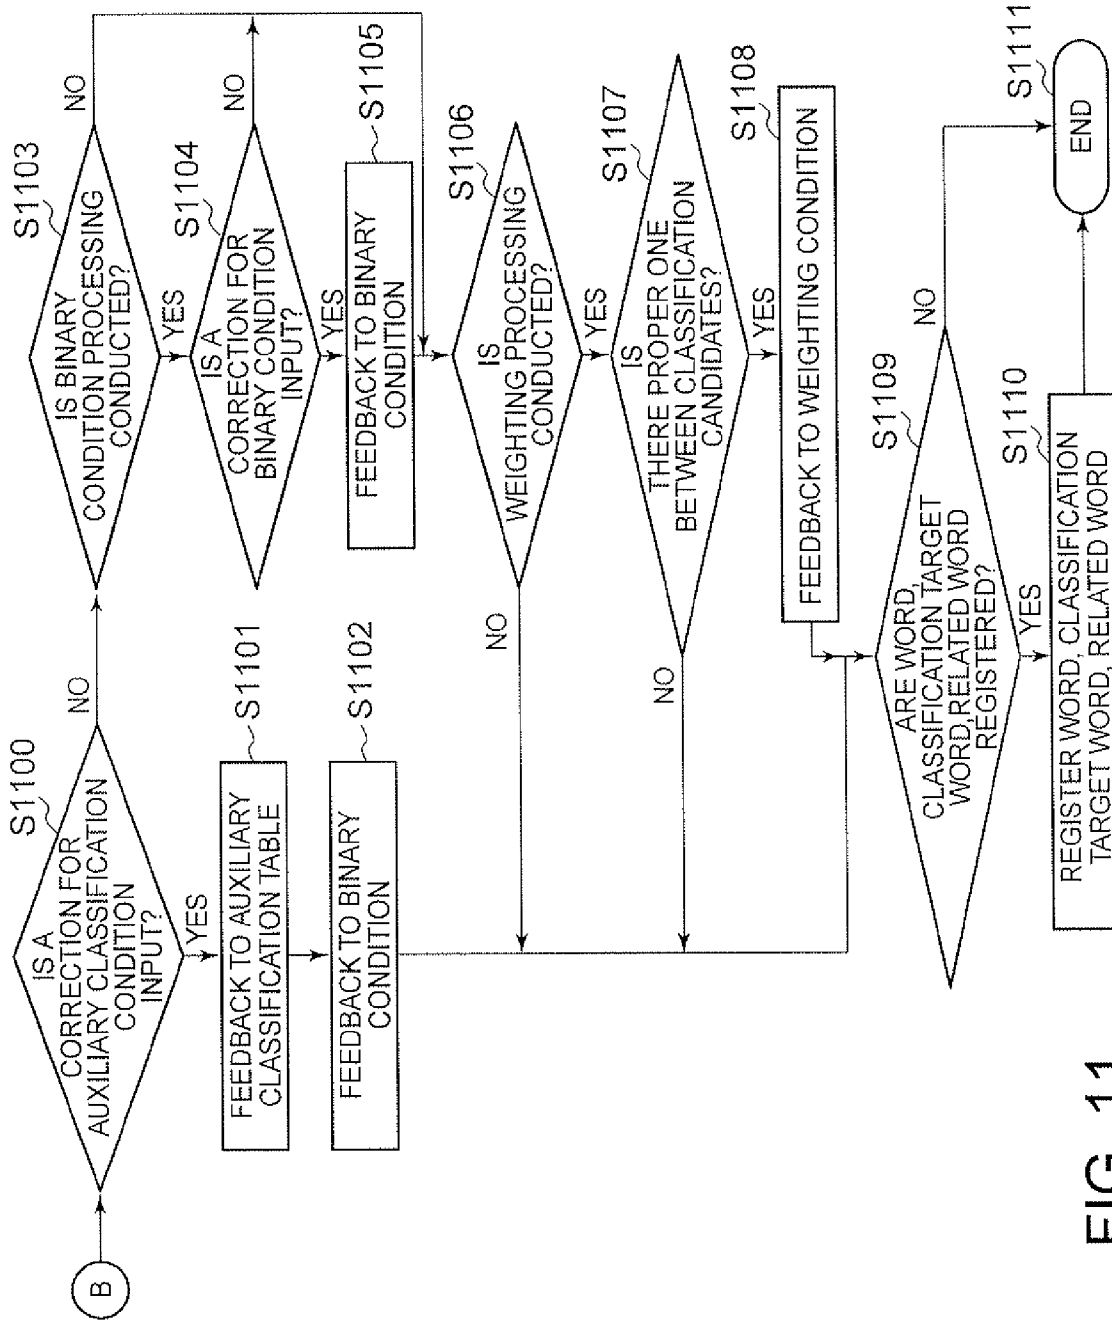 B
S1100
IS A
CORRECTION FOR
AUXILIARY CLASSIFICATION
CONDITION
INPUT?
NO
YES
S1101
FEEDBACK TO AUXILIARY
CLASSIFICATION TABLE
S1102
FEEDBACK TO BINARY
CONDITION
S1103
IS BINARY
CONDITION PROCESSING
CONDUCTED?
NO
YES
S1104
IS A
CORRECTION FOR
BINARY CONDITION
INPUT?
NO
YES
S1105
FEEDBACK TO BINARY
CONDITION
S1106
IS
WEIGHTING PROCESSING
CONDUCTED?
NO
YES
S1107
IS
THERE PROPER ONE
BETWEEN CLASSIFICATION
CANDIDATES?
NO
YES
S1108
FEEDBACK TO WEIGHTING CONDITION
S1109
ARE WORD,
CLASSIFICATION TARGET
WORD,RELATED WORD
REGISTERED?
NO
YES
S1110
REGISTER WORD, CLASSIFICATION
TARGET WORD, RELATED WORD
S1111
END
FIG. 11